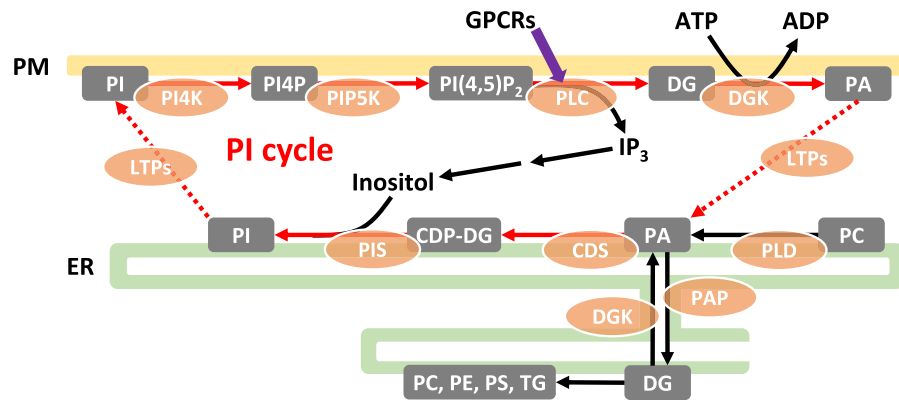 GPCRs ATP ADP
PM
PI PI4K PI4P PIP5K PI(4,5)P₂ PLC DG DGK PA
PI cycle
IP₃
LTPs LTPs
Inositol
PI PIS CDP-DG CDS PA PLD PC
ER
DGK PAP
PC, PE, PS, TG DG